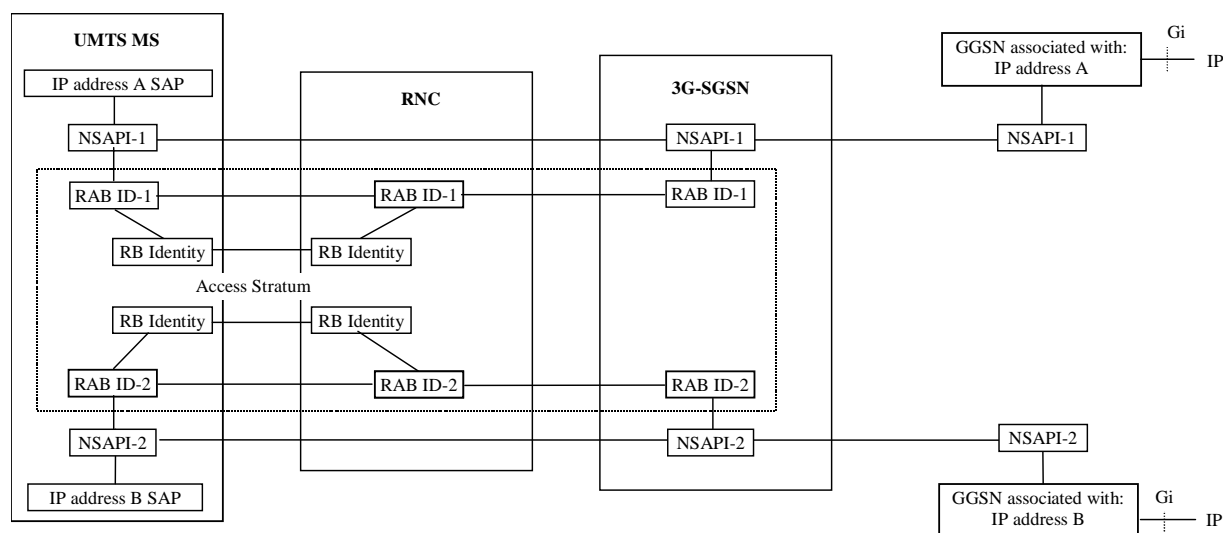 UMTS MS
IP address A SAP
NSAPI-1
RAB ID-1
RB Identity
Access Stratum
RB Identity
RAB ID-2
NSAPI-2
IP address B SAP
RNC
RAB ID-1
RB Identity
RB Identity
RAB ID-2
3G-SGSN
NSAPI-1
RAB ID-1
RAB ID-2
NSAPI-2
GGSN associated with:
IP address A
Gi
IP
NSAPI-1
NSAPI-2
GGSN associated with:
IP address B
Gi
IP